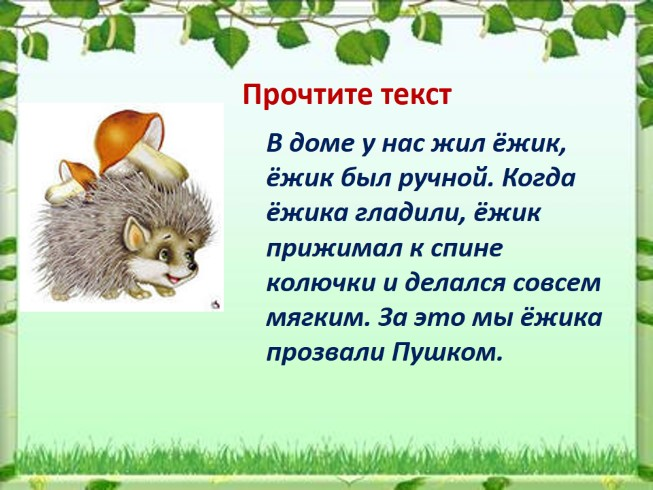 Прочтите текст
В доме у нас жил ёжик,
ёжик был ручной. Когда
ёжика гладили, ёжик
прижимал к спине
колючки и делался совсем
мягким. За это мы ёжика
прозвали Пушком.